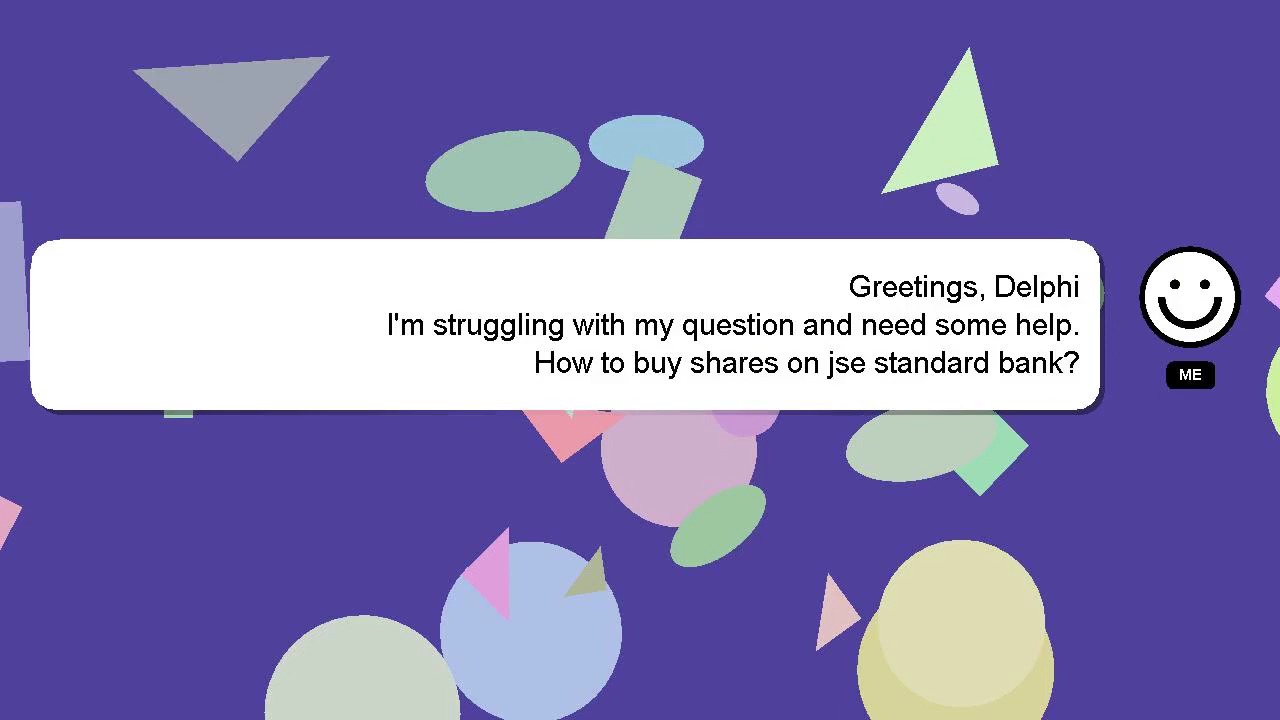 Greetings, Delphi
I'm struggling with my question and need some help.
How to buy shares on jse standard bank?
ME